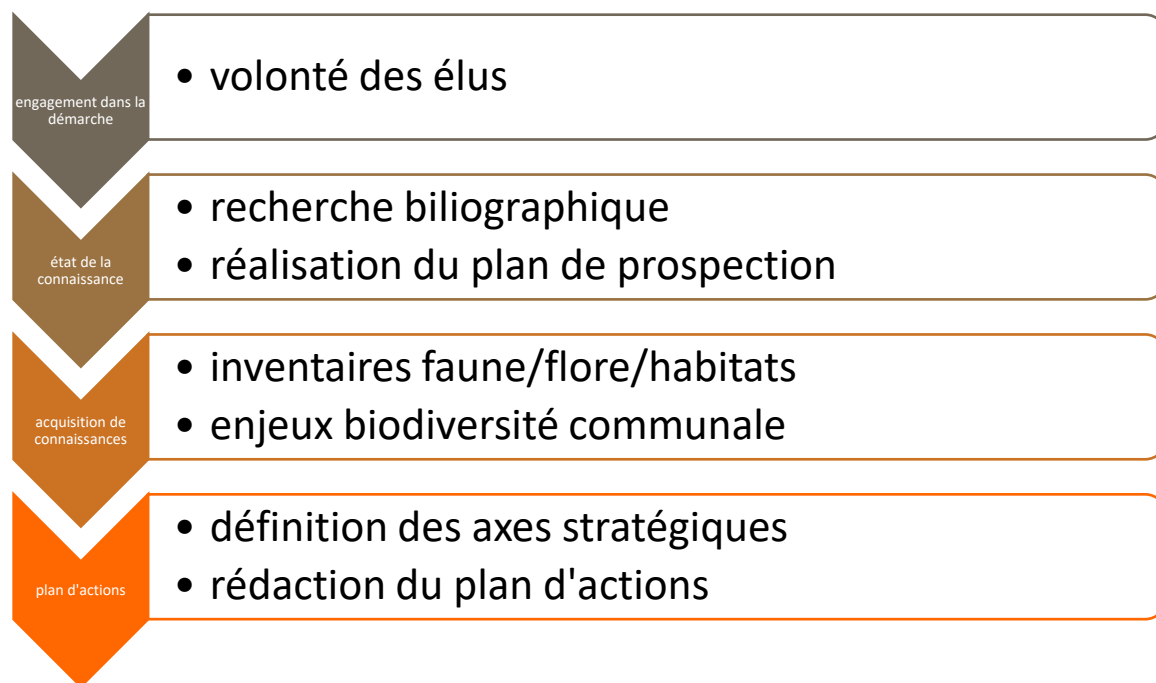 engagement dans la
démarche
• volonté des élus
état de la
connaissance
• recherche biliographique
• réalisation du plan de prospection
acquisition de
connaissances
• inventaires faune/flore/habitats
• enjeux biodiversité communale
plan d'actions
• définition des axes stratégiques
• rédaction du plan d'actions